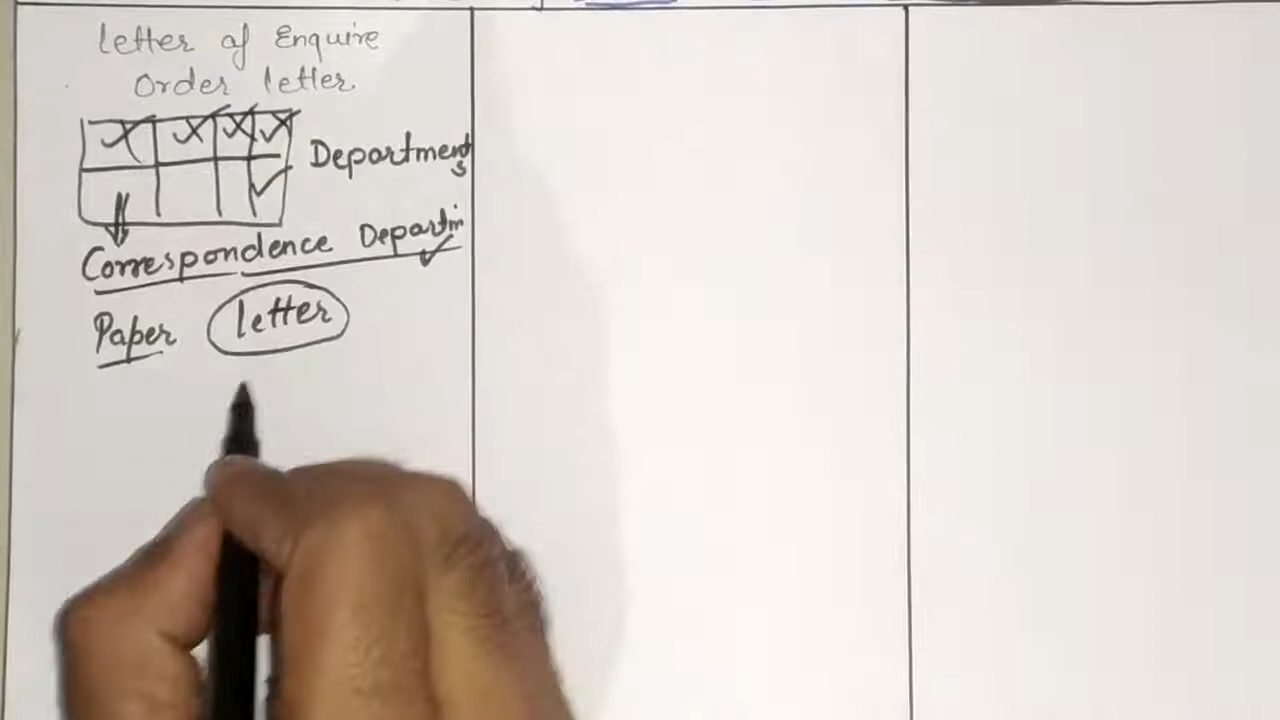 Letter of Enquire
Order letter
Departments
Correspondence Departm
Paper letter